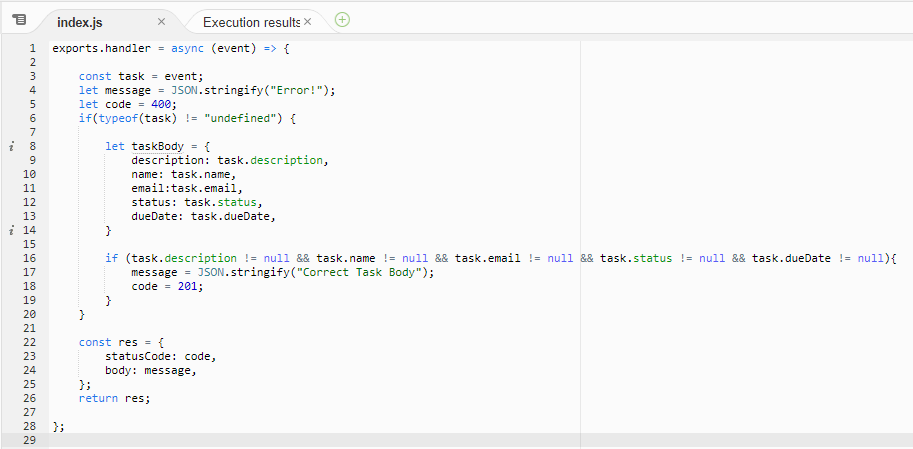 index.js × Execution results ×
1 exports.handler = async (event) => {
2
3     const task = event;
4     let message = JSON.stringify("Error!");
5     let code = 400;
6     if(typeof(task) != "undefined") {
7
8         let taskBody = {
9             description: task.description,
10             name: task.name,
11             email:task.email,
12             status: task.status,
13             dueDate: task.dueDate,
14         }
15
16         if (task.description != null && task.name != null && task.email != null && task.status != null && task.dueDate != null){
17             message = JSON.stringify("Correct Task Body");
18             code = 201;
19         }
20     }
21
22     const res = {
23         statusCode: code,
24         body: message,
25     };
26     return res;
27
28 };
29